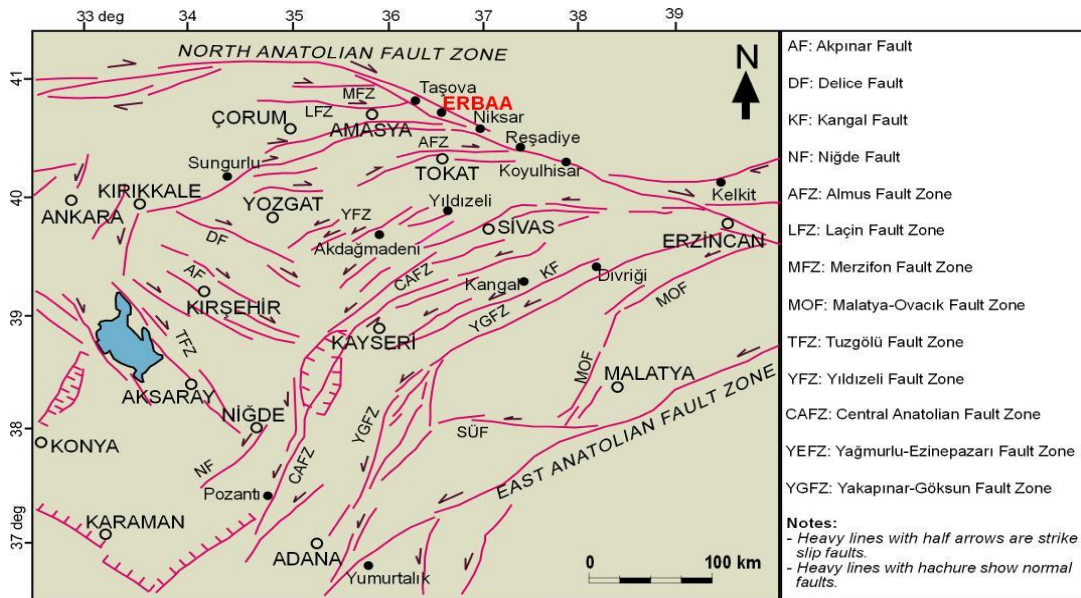 33 deg 34 35 36 37 38 39
NORTH ANATOLIAN FAULT ZONE
N
41
MFZ
Taşova
ERBAA
LFZ
Niksar
ÇORUM
AMASYA
Reşadiye
AFZ
Sungurlu
TOKAT
Koyulhisar
Kelkit
40
KIRIKKALE
ANKARA
YOZGAT
YFZ
Yıldızeli
SİVAS
DF
Akdağmadeni
ERZİNCAN
AF
CAFZ
Kangal
KF
Divriği
KIRŞEHİR
MOF
39
YGFZ
KAYSERİ
TFZ
MOF
MALATYA
AKSARAY
NİĞDE
38
KONYA
YGFZ
SÜF
EAST ANATOLIAN FAULT ZONE
NF
CAFZ
Pozantı
KARAMAN
37 deg
ADANA
Yumurtalık
0 100 km
AF: Akpınar Fault
DF: Delice Fault
KF: Kangal Fault
NF: Niğde Fault
AFZ: Almus Fault Zone
LFZ: Laçin Fault Zone
MFZ: Merzifon Fault Zone
MOF: Malatya-Ovacık Fault Zone
TFZ: Tuzgölü Fault Zone
YFZ: Yıldızeli Fault Zone
CAFZ: Central Anatolian Fault Zone
YEFZ: Yağmurlu-Ezinepazarı Fault Zone
YGFZ: Yakapınar-Göksun Fault Zone
Notes:
- Heavy lines with half arrows are strike
slip faults.
- Heavy lines with hachure show normal
faults.